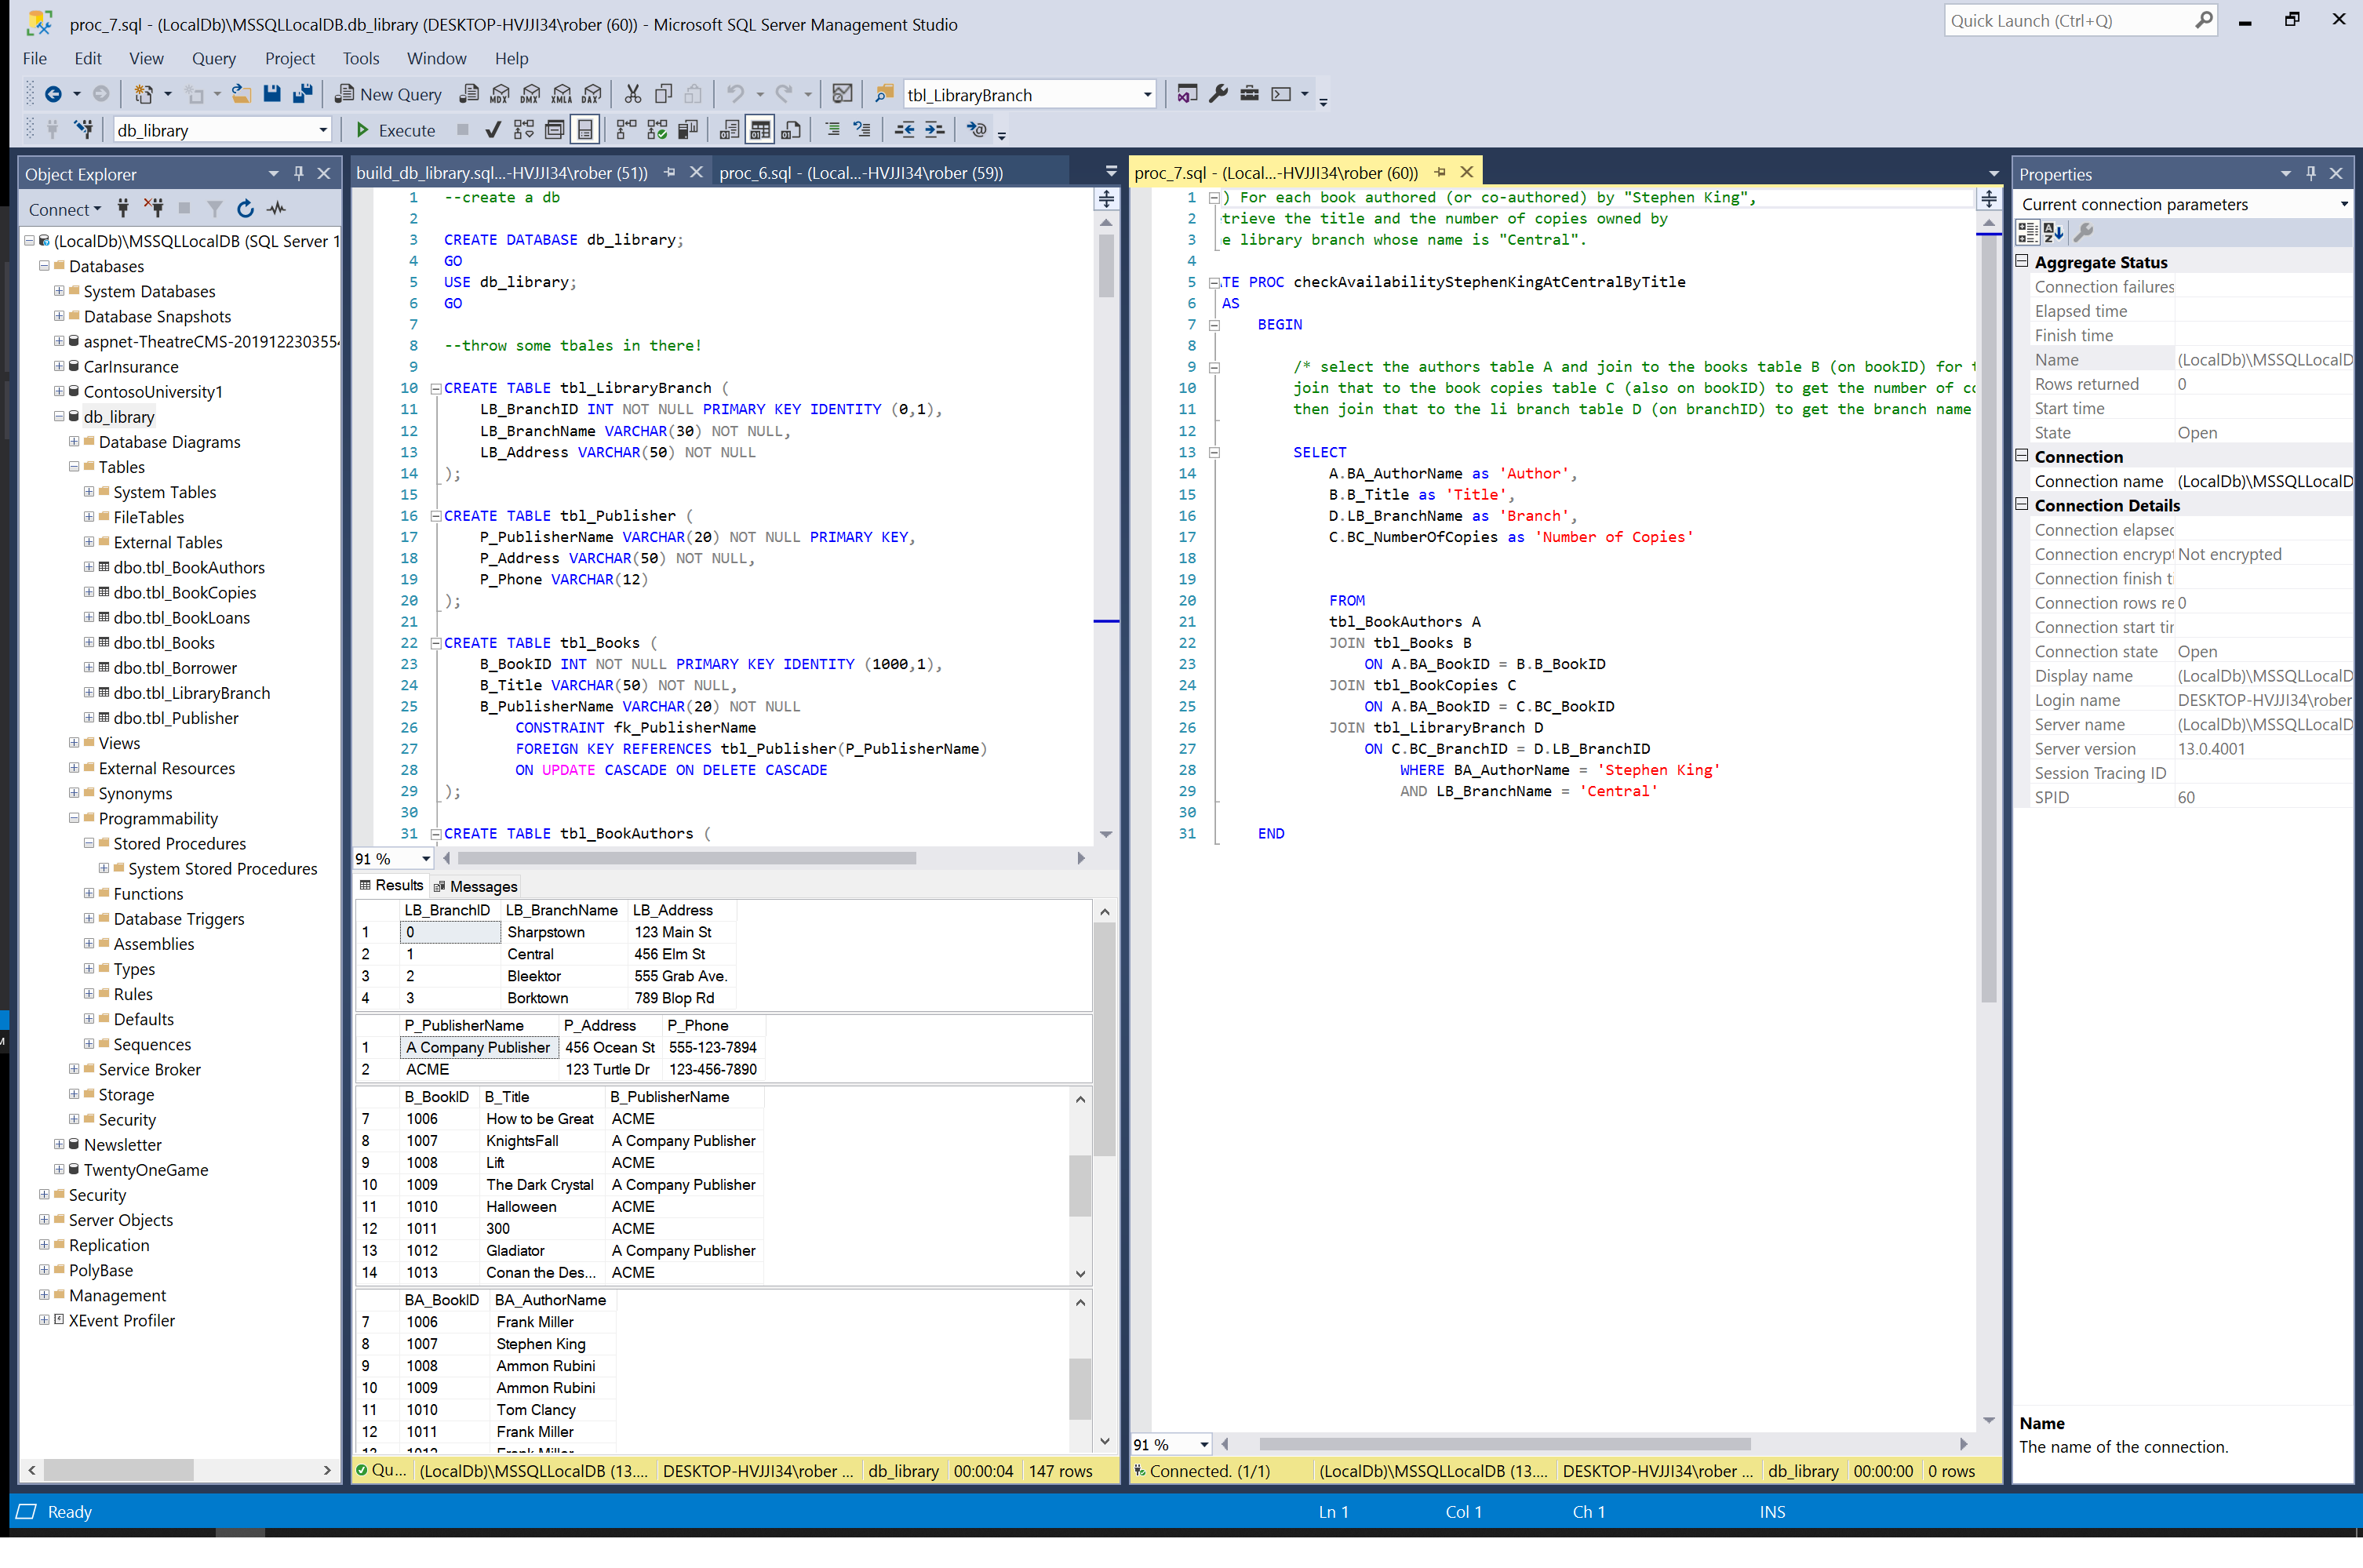 proc_7.sql - (LocalDb)\MSSQLLocalDB.db_library (DESKTOP-HVJJI34\rober (60)) - Microsoft SQL Server Management Studio
Quick Launch (Ctrl+Q)
File Edit View Query Project Tools Window Help
New Query
MDX DMX XMLA DAX
tbl_LibraryBranch
db_library
Execute
Object Explorer
Connect
(LocalDb)\MSSQLLocalDB (SQL Server 1
Databases
System Databases
Database Snapshots
aspnet-TheatreCMS-201912230355
CarInsurance
ContosoUniversity1
db_library
Database Diagrams
Tables
System Tables
FileTables
External Tables
dbo.tbl_BookAuthors
dbo.tbl_BookCopies
dbo.tbl_BookLoans
dbo.tbl_Books
dbo.tbl_Borrower
dbo.tbl_LibraryBranch
dbo.tbl_Publisher
Views
External Resources
Synonyms
Programmability
Stored Procedures
System Stored Procedures
Functions
Database Triggers
Assemblies
Types
Rules
Defaults
Sequences
Service Broker
Storage
Security
Newsletter
TwentyOneGame
Security
Server Objects
Replication
PolyBase
Management
XEvent Profiler
build_db_library.sql...-HVJJI34\rober (51))
proc_6.sql - (Local...-HVJJI34\rober (59))
1 --create a db
2
3 CREATE DATABASE db_library;
4 GO
5 USE db_library;
6 GO
7
8 --throw some tbales in there!
9
10 CREATE TABLE tbl_LibraryBranch (
11 LB_BranchID INT NOT NULL PRIMARY KEY IDENTITY (0,1),
12 LB_BranchName VARCHAR(30) NOT NULL,
13 LB_Address VARCHAR(50) NOT NULL
14 );
15
16 CREATE TABLE tbl_Publisher (
17 P_PublisherName VARCHAR(20) NOT NULL PRIMARY KEY,
18 P_Address VARCHAR(50) NOT NULL,
19 P_Phone VARCHAR(12)
20 );
21
22 CREATE TABLE tbl_Books (
23 B_BookID INT NOT NULL PRIMARY KEY IDENTITY (1000,1),
24 B_Title VARCHAR(50) NOT NULL,
25 B_PublisherName VARCHAR(20) NOT NULL
26 CONSTRAINT fk_PublisherName
27 FOREIGN KEY REFERENCES tbl_Publisher(P_PublisherName)
28 ON UPDATE CASCADE ON DELETE CASCADE
29 );
30
31 CREATE TABLE tbl_BookAuthors (
91 %
Results Messages
LB_BranchID LB_BranchName LB_Address
1 0 Sharpstown 123 Main St
2 1 Central 456 Elm St
3 2 Bleektor 555 Grab Ave.
4 3 Borktown 789 Blop Rd
P_PublisherName P_Address P_Phone
1 A Company Publisher 456 Ocean St 555-123-7894
2 ACME 123 Turtle Dr 123-456-7890
B_BookID B_Title B_PublisherName
7 1006 How to be Great ACME
8 1007 KnightsFall A Company Publisher
9 1008 Lift ACME
10 1009 The Dark Crystal A Company Publisher
11 1010 Halloween ACME
12 1011 300 ACME
13 1012 Gladiator A Company Publisher
14 1013 Conan the Des... ACME
BA_BookID BA_AuthorName
7 1006 Frank Miller
8 1007 Stephen King
9 1008 Ammon Rubini
10 1009 Ammon Rubini
11 1010 Tom Clancy
12 1011 Frank Miller
13 1012 Frank Miller
Qu... (LocalDb)\MSSQLLocalDB (13.... DESKTOP-HVJJI34\rober ... db_library 00:00:04 147 rows
proc_7.sql - (Local...-HVJJI34\rober (60))
1 ) For each book authored (or co-authored) by "Stephen King",
2 trieve the title and the number of copies owned by
3 e library branch whose name is "Central".
4
5 TE PROC checkAvailabilityStephenKingAtCentralByTitle
6 AS
7 BEGIN
8
9 /* select the authors table A and join to the books table B (on bookID) for t
10 join that to the book copies table C (also on bookID) to get the number of co
11 then join that to the li branch table D (on branchID) to get the branch name
12
13 SELECT
14 A.BA_AuthorName as 'Author',
15 B.B_Title as 'Title',
16 D.LB_BranchName as 'Branch',
17 C.BC_NumberOfCopies as 'Number of Copies'
18
19
20 FROM
21 tbl_BookAuthors A
22 JOIN tbl_Books B
23 ON A.BA_BookID = B.B_BookID
24 JOIN tbl_BookCopies C
25 ON A.BA_BookID = C.BC_BookID
26 JOIN tbl_LibraryBranch D
27 ON C.BC_BranchID = D.LB_BranchID
28 WHERE BA_AuthorName = 'Stephen King'
29 AND LB_BranchName = 'Central'
30
31 END
91 %
Connected. (1/1) (LocalDb)\MSSQLLocalDB (13.... DESKTOP-HVJJI34\rober ... db_library 00:00:00 0 rows
Properties
Current connection parameters
Aggregate Status
Connection failures
Elapsed time
Finish time
Name (LocalDb)\MSSQLLocalD
Rows returned 0
Start time
State Open
Connection
Connection name (LocalDb)\MSSQLLocalD
Connection Details
Connection elapsed
Connection encrypt Not encrypted
Connection finish ti
Connection rows re 0
Connection start tir
Connection state Open
Display name (LocalDb)\MSSQLLocalD
Login name DESKTOP-HVJJI34\rober
Server name (LocalDb)\MSSQLLocalD
Server version 13.0.4001
Session Tracing ID
SPID 60
Name
The name of the connection.
Ready Ln 1 Col 1 Ch 1 INS